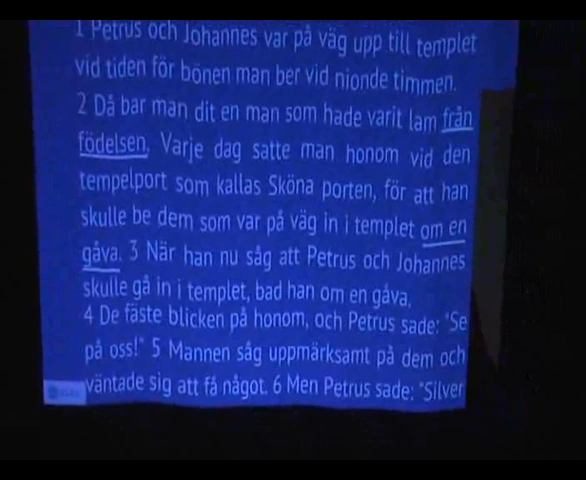 1 Petrus och Johannes var på väg upp till templet
vid tiden för bönen man ber vid nionde timmen.
2 Då bar man dit en man som hade varit lam från
födelsen. Varje dag satte man honom vid den
tempelport som kallas Sköna porten, för att han
skulle be dem som var på väg in i templet om en
gåva. 3 När han nu såg att Petrus och Johannes
skulle gå in i templet, bad han om en gåva,
4 De fäste blicken på honom, och Petrus sade: "Se
på oss!" 5 Mannen såg uppmärksamt på dem och
väntade sig att få något. 6 Men Petrus sade: "Silver